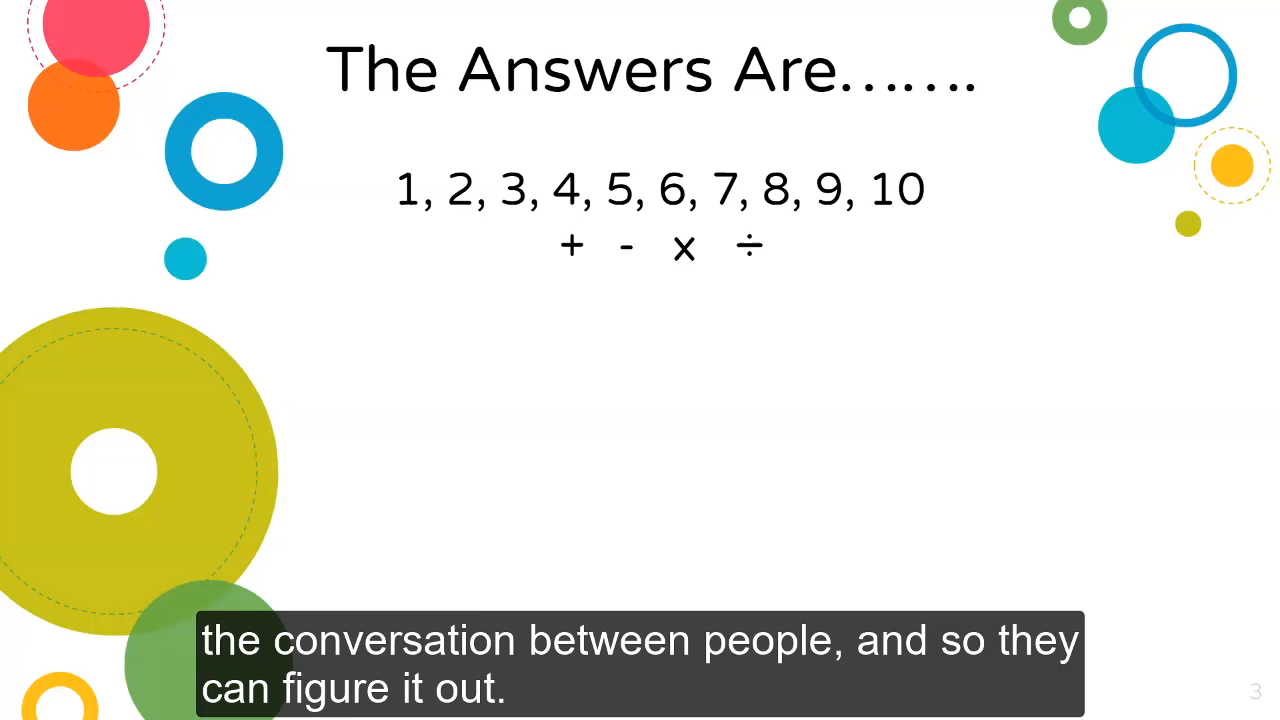 The Answers Are.......
1, 2, 3, 4, 5, 6, 7, 8, 9, 10
+ - x ÷
the conversation between people, and so they
can figure it out.
3